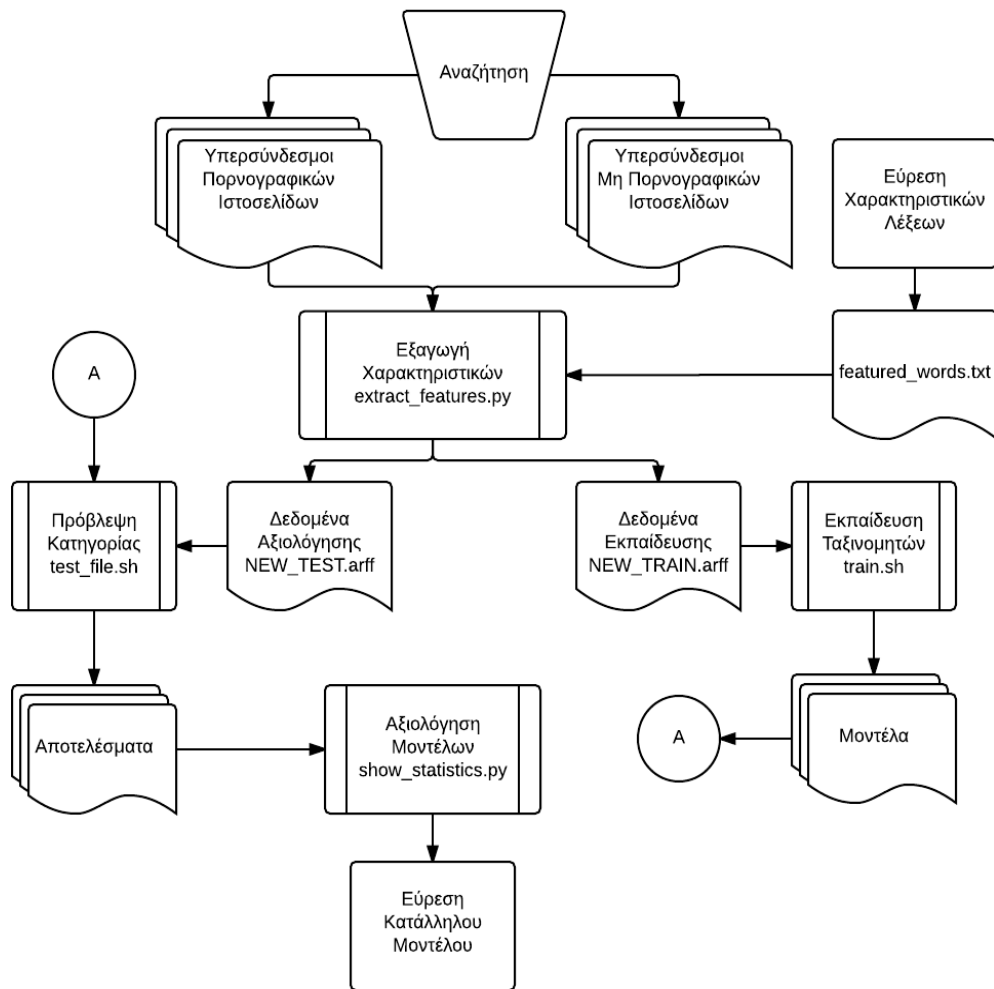 Αναζήτηση
Υπερσύνδεσμοι
Πορνογραφικών
Ιστοσελίδων
Υπερσύνδεσμοι
Μη Πορνογραφικών
Ιστοσελίδων
Εύρεση
Χαρακτηριστικών
Λέξεων
Εξαγωγή
Χαρακτηριστικών
extract_features.py
featured_words.txt
A
Πρόβλεψη
Κατηγορίας
test_file.sh
Δεδομένα
Αξιολόγησης
NEW_TEST.arff
Δεδομένα
Εκπαίδευσης
NEW_TRAIN.arff
Εκπαίδευση
Ταξινομητών
train.sh
Αποτελέσματα
Αξιολόγηση
Μοντέλων
show_statistics.py
A
Μοντέλα
Εύρεση
Κατάλληλου
Μοντέλου